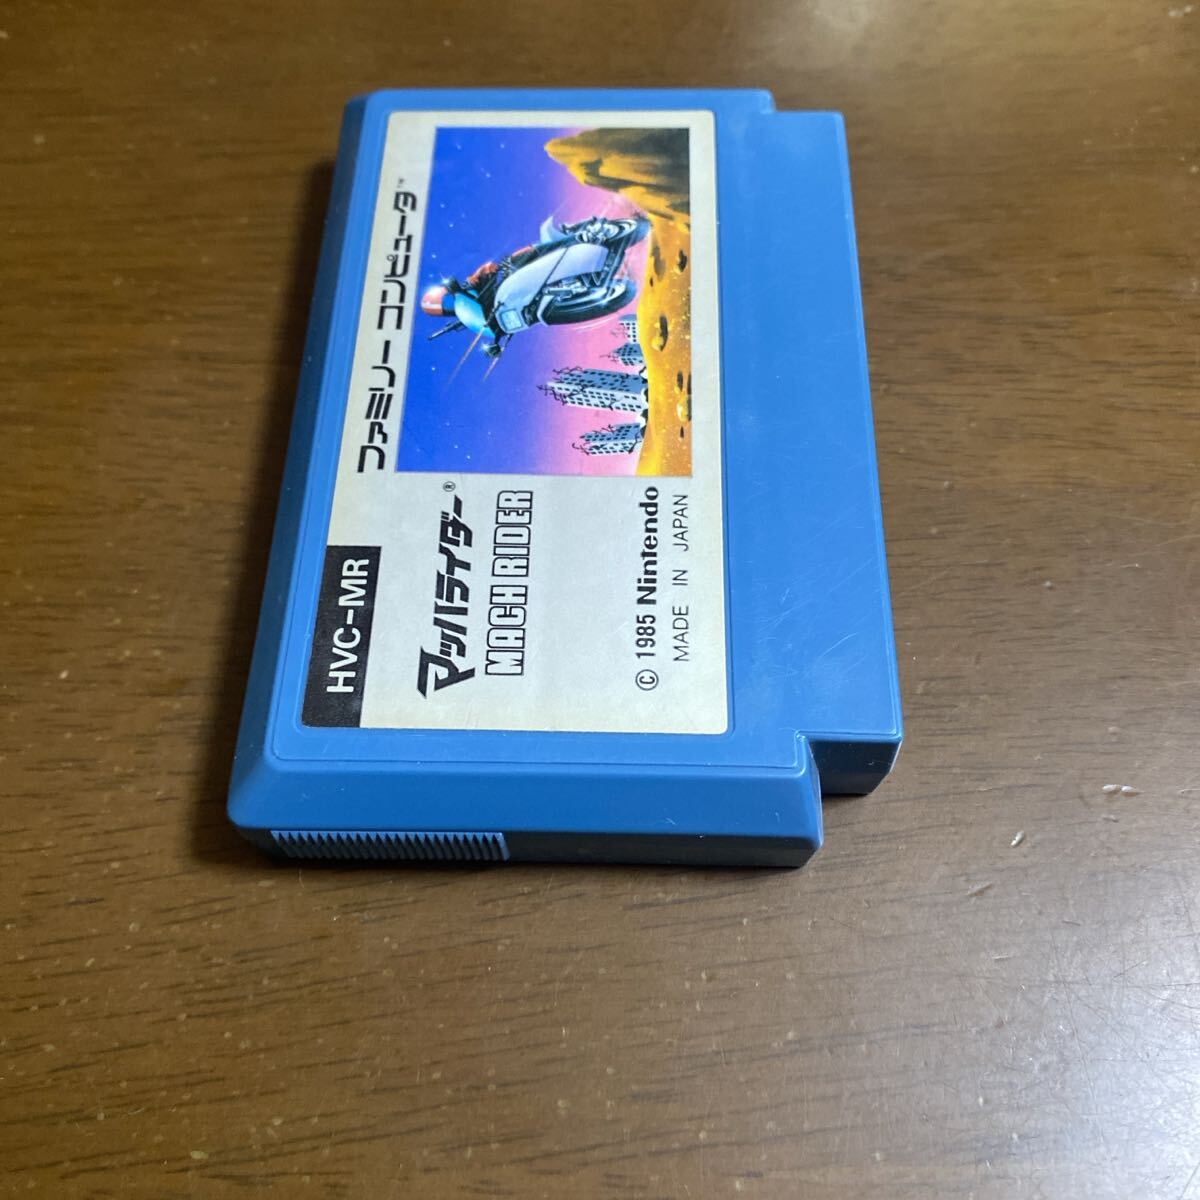 HVC-MR
ファミリー コンピュータ™
マッハライダー®
MACH RIDER
© 1985 Nintendo
MADE IN JAPAN